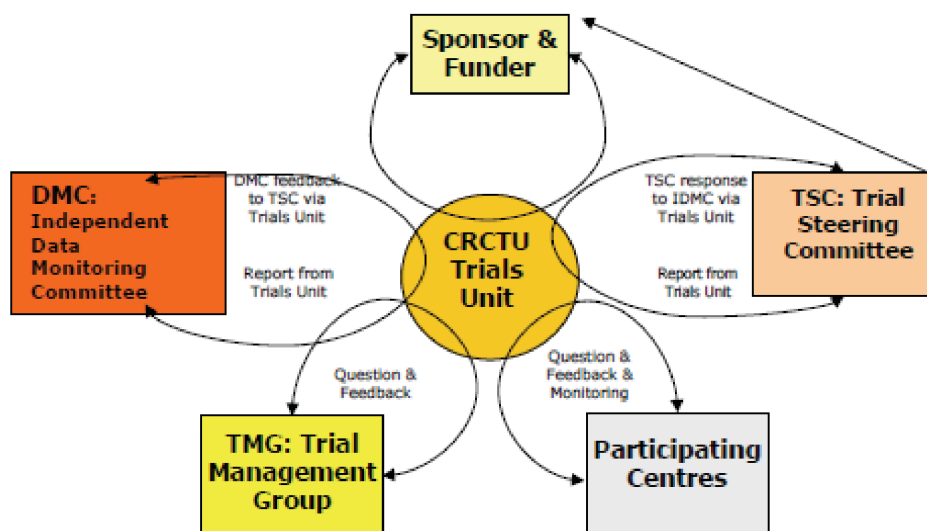 Sponsor &
Funder
DMC:
Independent
Data
Monitoring
Committee
DMC feedback
to TSC via
Trials Unit
Report from
Trials Unit
CRCTU
Trials
Unit
TSC response
to IDMC via
Trials Unit
Report from
Trials Unit
TSC: Trial
Steering
Committee
Question &
Feedback
Question &
Feedback &
Monitoring
TMG: Trial
Management
Group
Participating
Centres